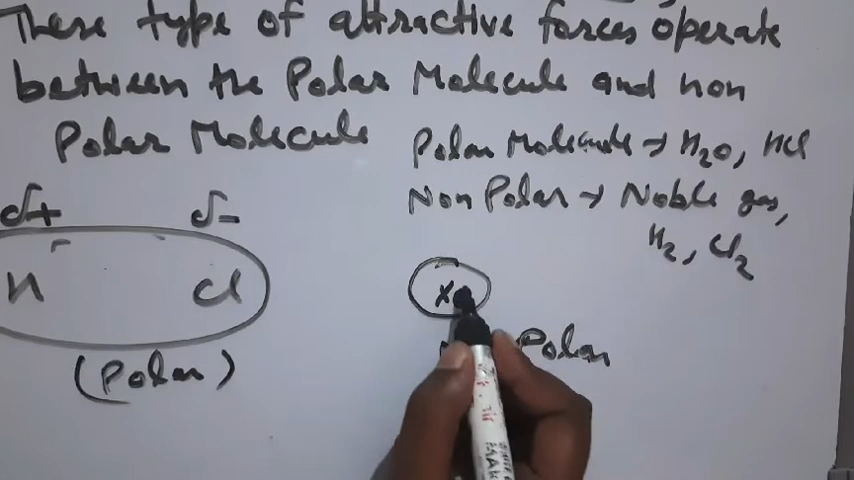 These type of attractive forces operate
between the Polar Molecule and non
Polar Molecule
Polar Molecule → H2O, HCl
Non Polar → Noble gas,
H2, Cl2
δ+ δ-
H Cl
(Polar)
Xe
Polar